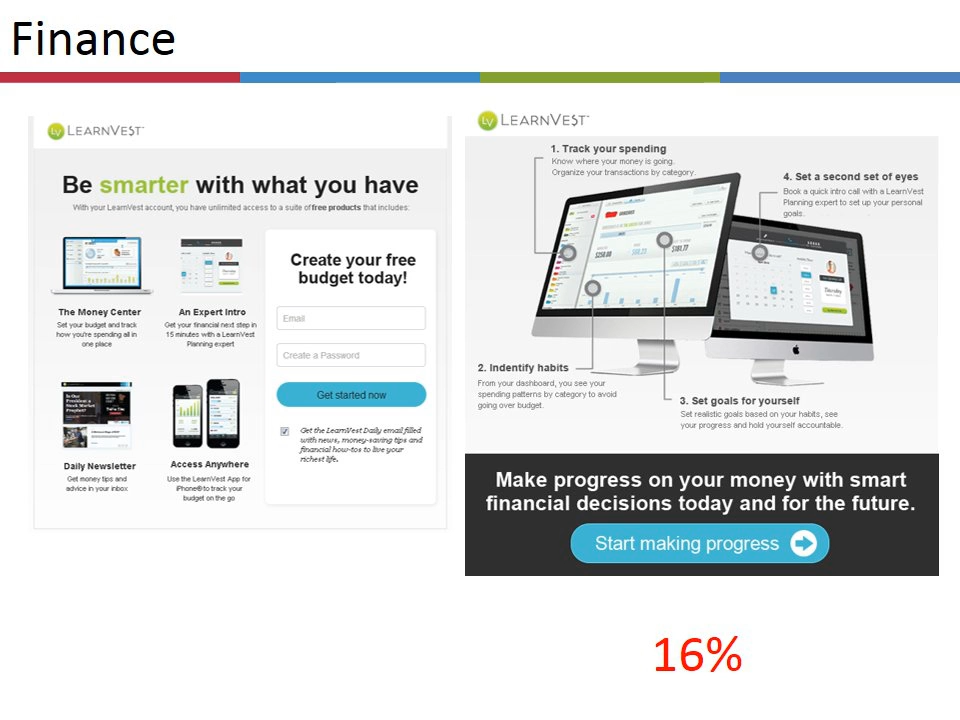 Finance
LV LEARNVEST™
Be smarter with what you have
With your LearnVest account, you have unlimited access to a suite of free products that includes:
The Money Center
Set your budget and track
how you're spending all in
one place
An Expert Intro
Get your financial next step in
15 minutes with a LearnVest
Planning expert
Daily Newsletter
Get money tips and
advice in your inbox
Access Anywhere
Use the LearnVest App for
iPhone® to track your
budget on the go
Create your free
budget today!
Email
Create a Password
Get started now
Get the LearnVest Daily email filled
with news, money-saving tips and
financial how-tos to live your
richest life.
LV LEARNVEST™
1. Track your spending
Know where your money is going.
Organize your transactions by category.
4. Set a second set of eyes
Book a quick intro call with a LearnVest
Planning expert to set up your personal
goals.
2. Indentify habits
From your dashboard, you see your
spending patterns by category to avoid
going over budget.
3. Set goals for yourself
Set realistic goals based on your habits, see
your progress and hold yourself accountable.
Make progress on your money with smart
financial decisions today and for the future.
Start making progress
16%